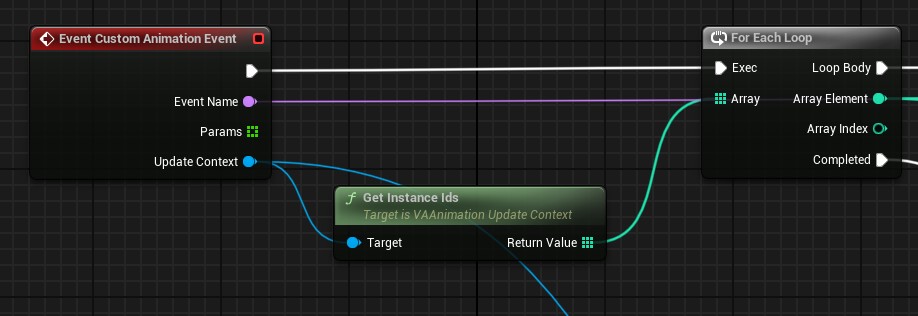 Event Custom Animation Event
Event Name
Params
Update Context
Get Instance Ids
Target is VAAnimation Update Context
Target
Return Value
For Each Loop
Exec
Loop Body
Array
Array Element
Array Index
Completed